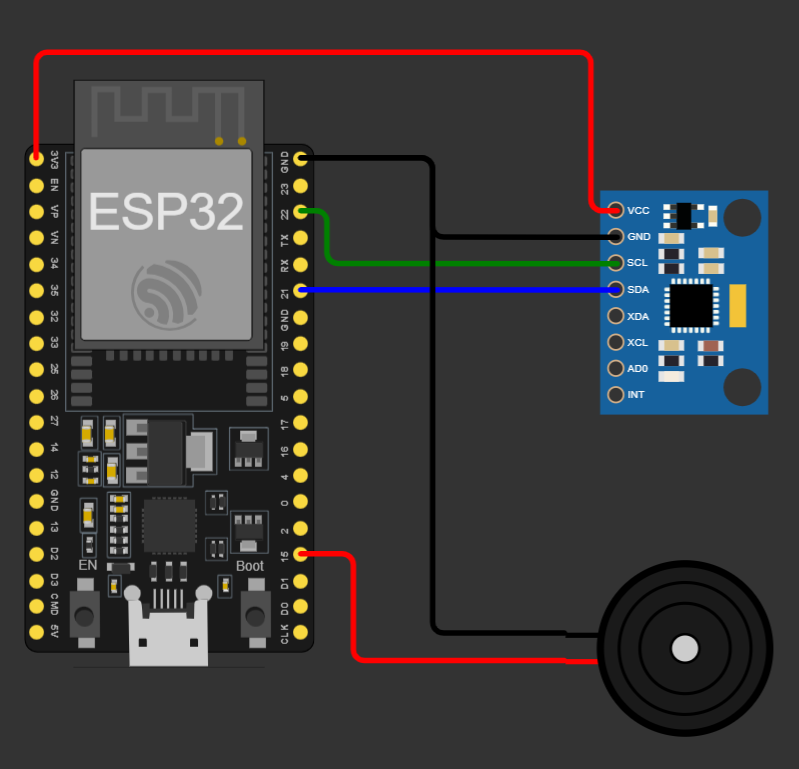 ESP32
3V3
EN
VP
VN
34
35
32
33
25
26
27
14
12
GND
13
D2
D3
CMD
5V
GND
23
22
TX
RX
21
GND
19
18
5
17
16
4
0
2
15
D1
D0
CLK
EN
Boot
VCC
GND
SCL
SDA
XDA
XCL
AD0
INT